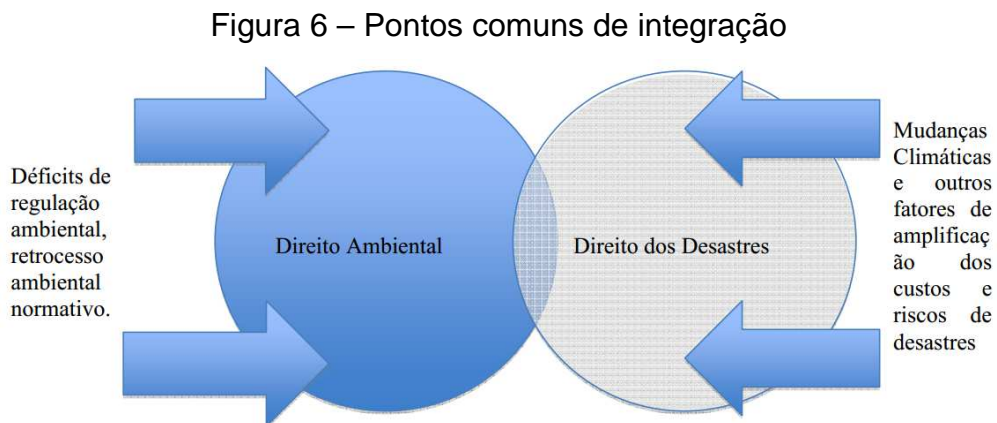 Figura 6 – Pontos comuns de integração
Déficits de
regulação
ambiental,
retrocesso
ambiental
normativo.
Direito Ambiental
Direito dos Desastres
Mudanças
Climáticas
e outros
fatores de
amplificaç
ão dos
custos e
riscos de
desastres